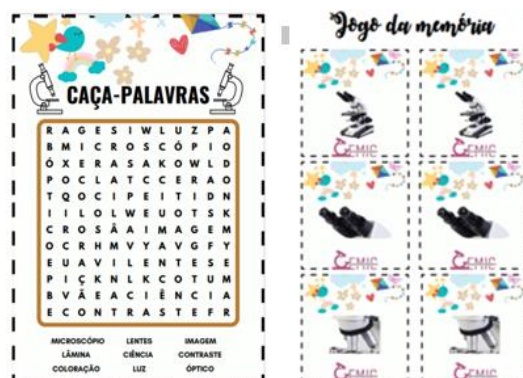 CAÇA-PALAVRAS
R A G E S I W L U Z P A
B M I C R O S C Ó P I O
Ó X E R A S A K O W L D
P O C L A T C C E R A O
T Q O C I P E I T I D N
I I L O L W E U O T S K
C R O S Â A I M A G E M
O C R H M V Y A V G F Y
E U A V I L E N T E S E
P I Ç K N L K C O T U M
B V Ã E A C I Ê N C I A
E C O N T R A S T E F R
MICROSCÓPIO LENTES IMAGEM
LÂMINA CIÊNCIA CONTRASTE
COLORAÇÃO LUZ ÓPTICO
Jogo da memória
CEMIC CEMIC
CEMIC CEMIC
CEMIC CEMIC